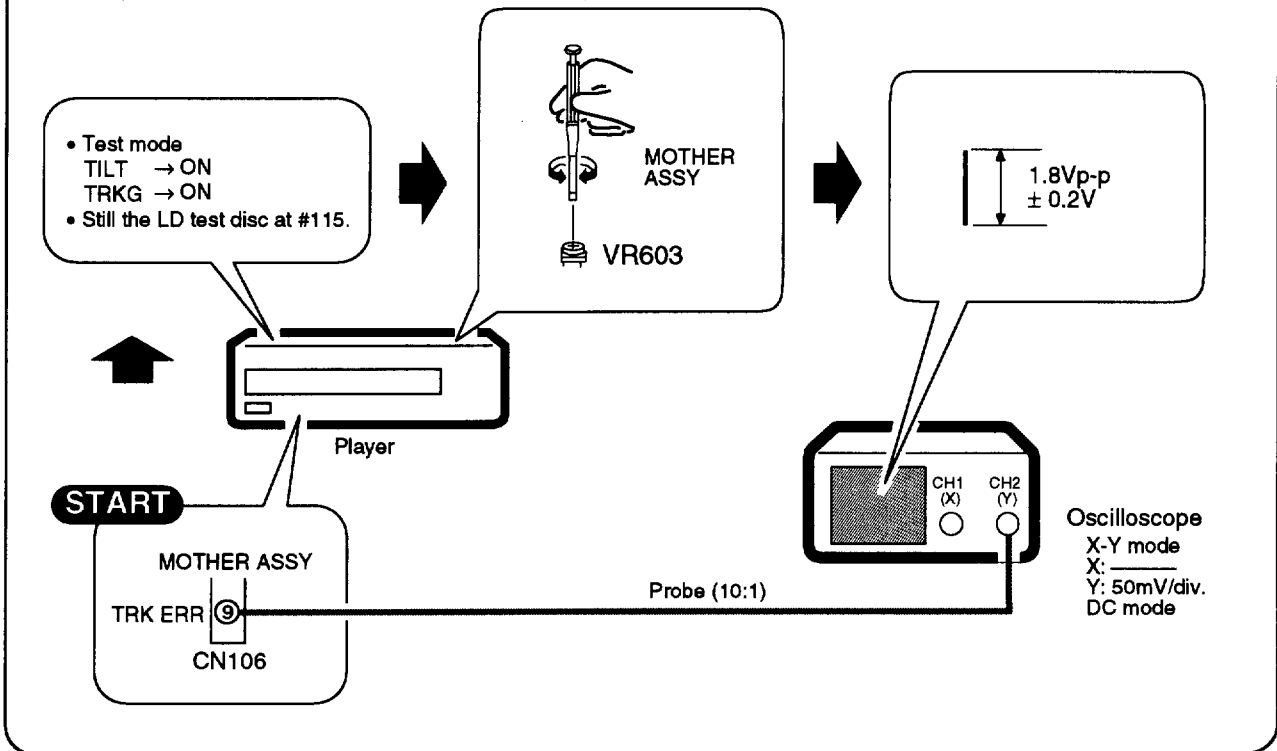 • Test mode
TILT → ON
TRKG → ON
• Still the LD test disc at #115.
MOTHER
ASSY
VR603
1.8Vp-p
± 0.2V
Player
START
MOTHER ASSY
TRK ERR ⑨
CN106
Probe (10:1)
CH1
(X)
CH2
(Y)
Oscilloscope
X-Y mode
X: ———
Y: 50mV/div.
DC mode